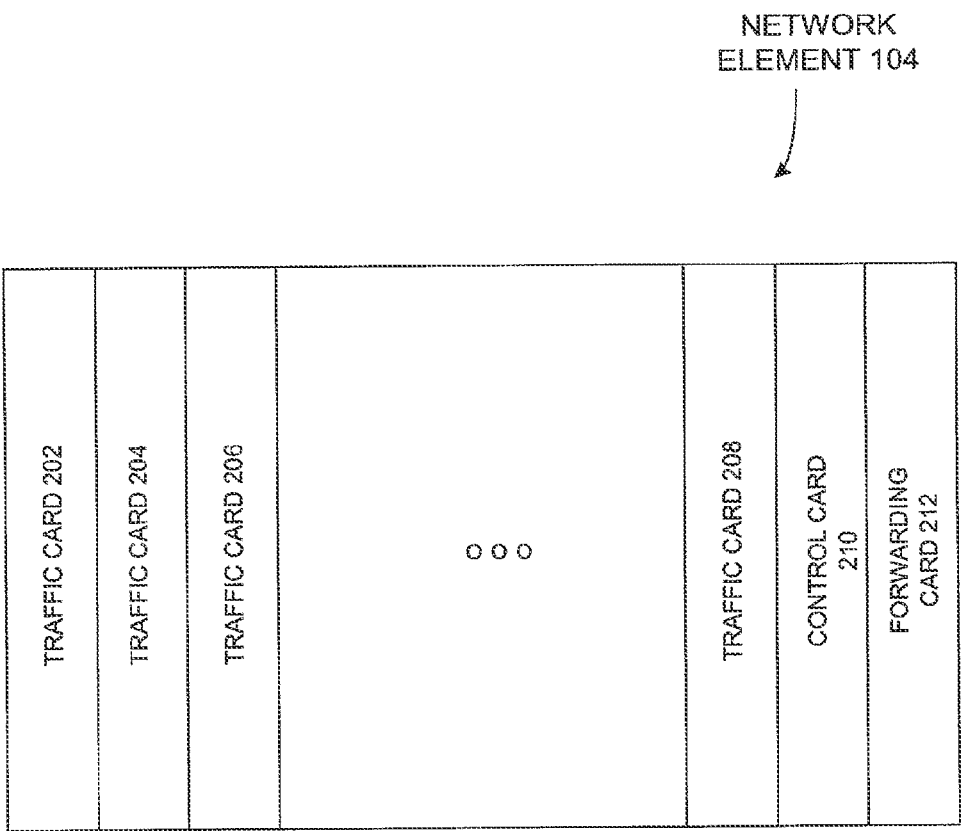 NETWORK
ELEMENT 104
TRAFFIC CARD 202
TRAFFIC CARD 204
TRAFFIC CARD 206
o o o
TRAFFIC CARD 208
CONTROL CARD
210
FORWARDING
CARD 212